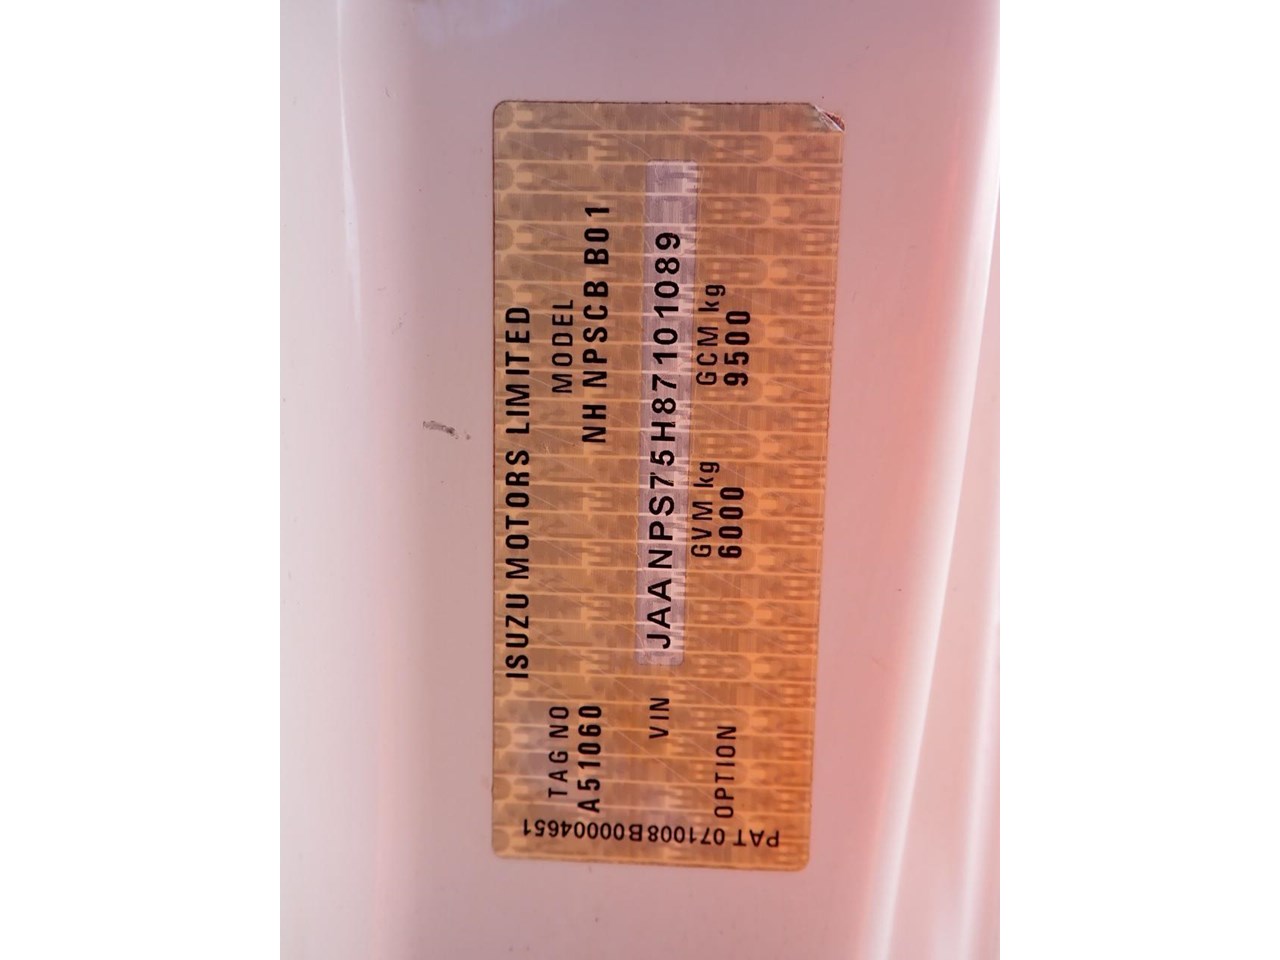 ISUZU MOTORS LIMITED
TAG NO
A51060
MODEL
NH NPSCB B01
VIN
JAANPS75H87101089
OPTION
GVM kg
6000
GCM kg
9500
PAT 071008B00004651